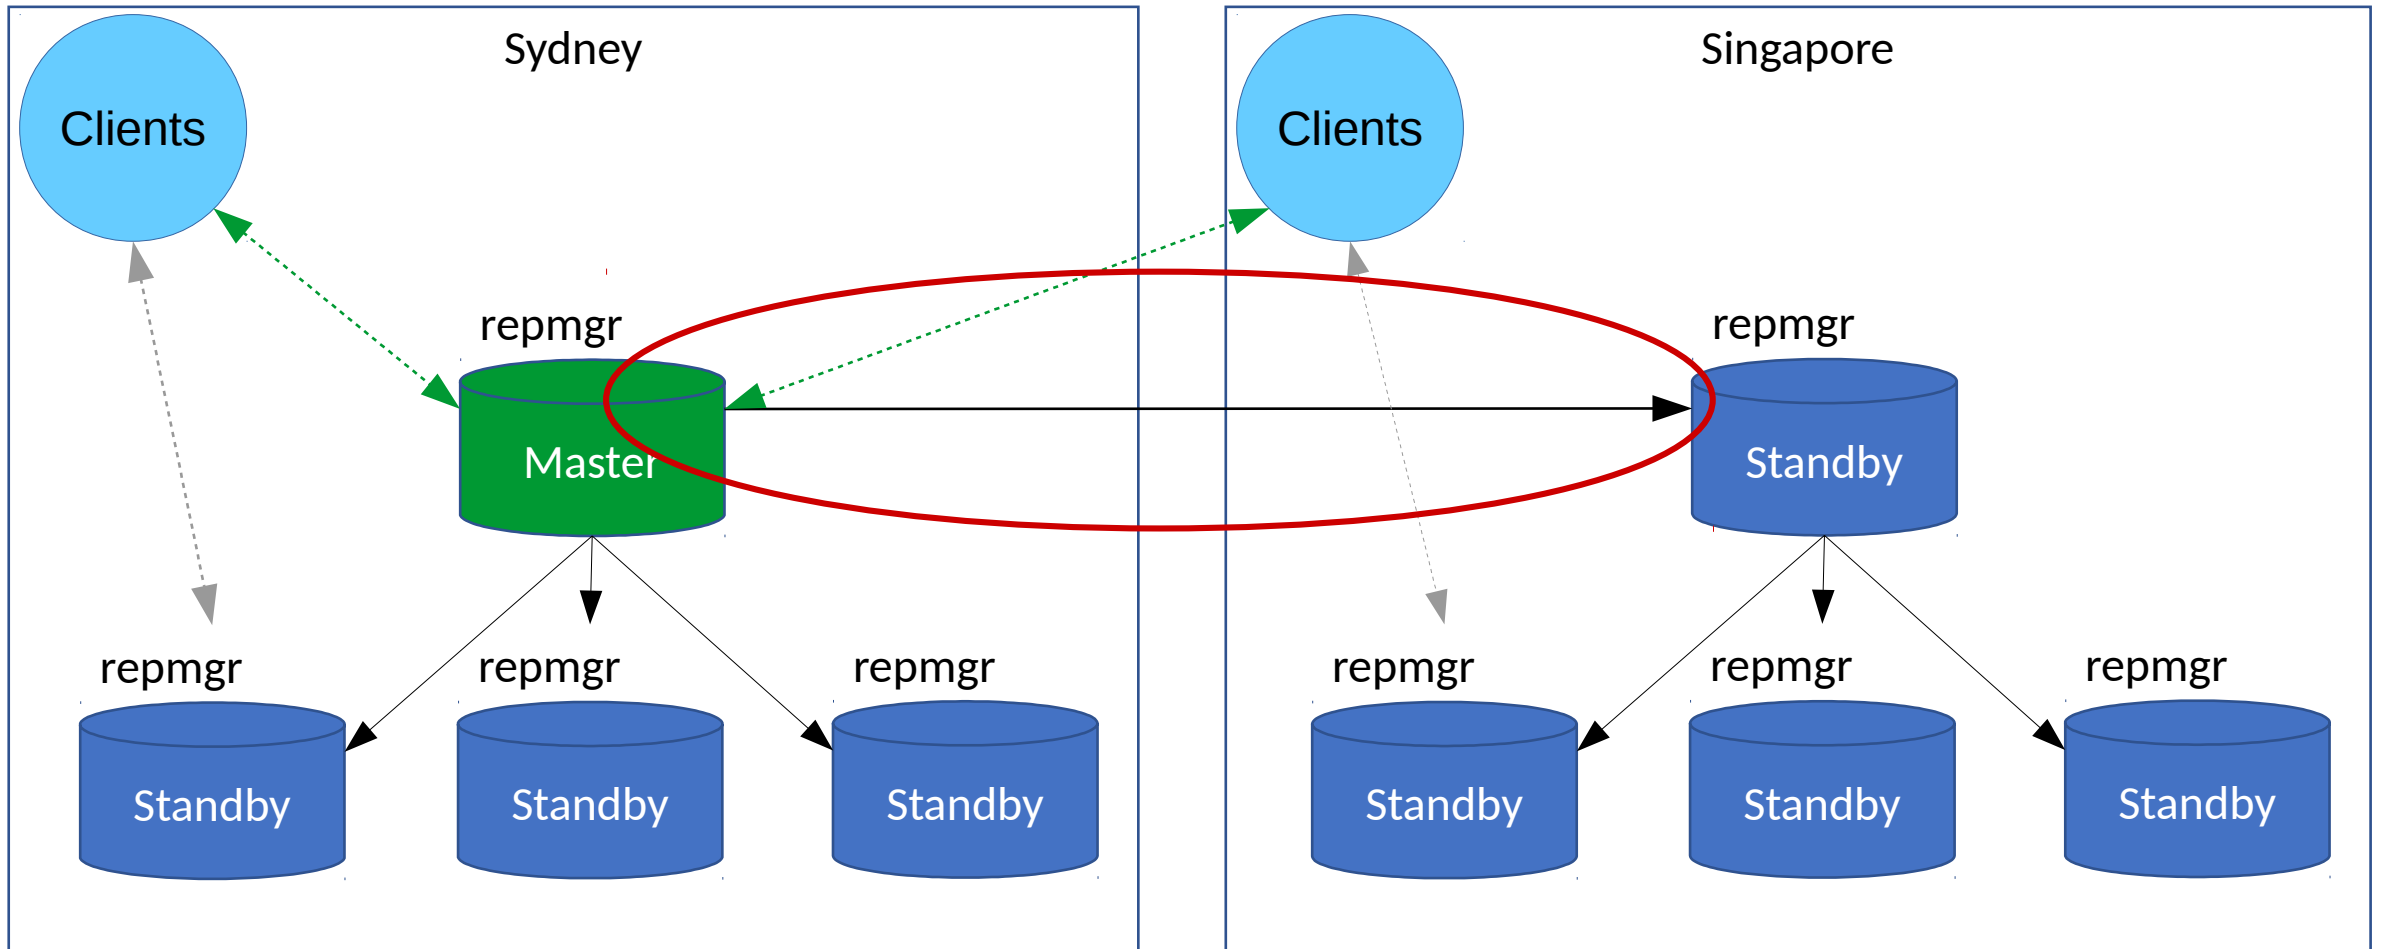 Sydney
Clients
repmgr
Master
repmgr
Standby
repmgr
Standby
repmgr
Standby
Singapore
Clients
repmgr
Standby
repmgr
Standby
repmgr
Standby
repmgr
Standby